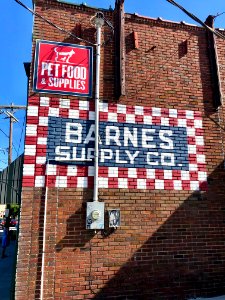 PET FOOD
& SUPPLIES
BARNES
SUPPLY CO.